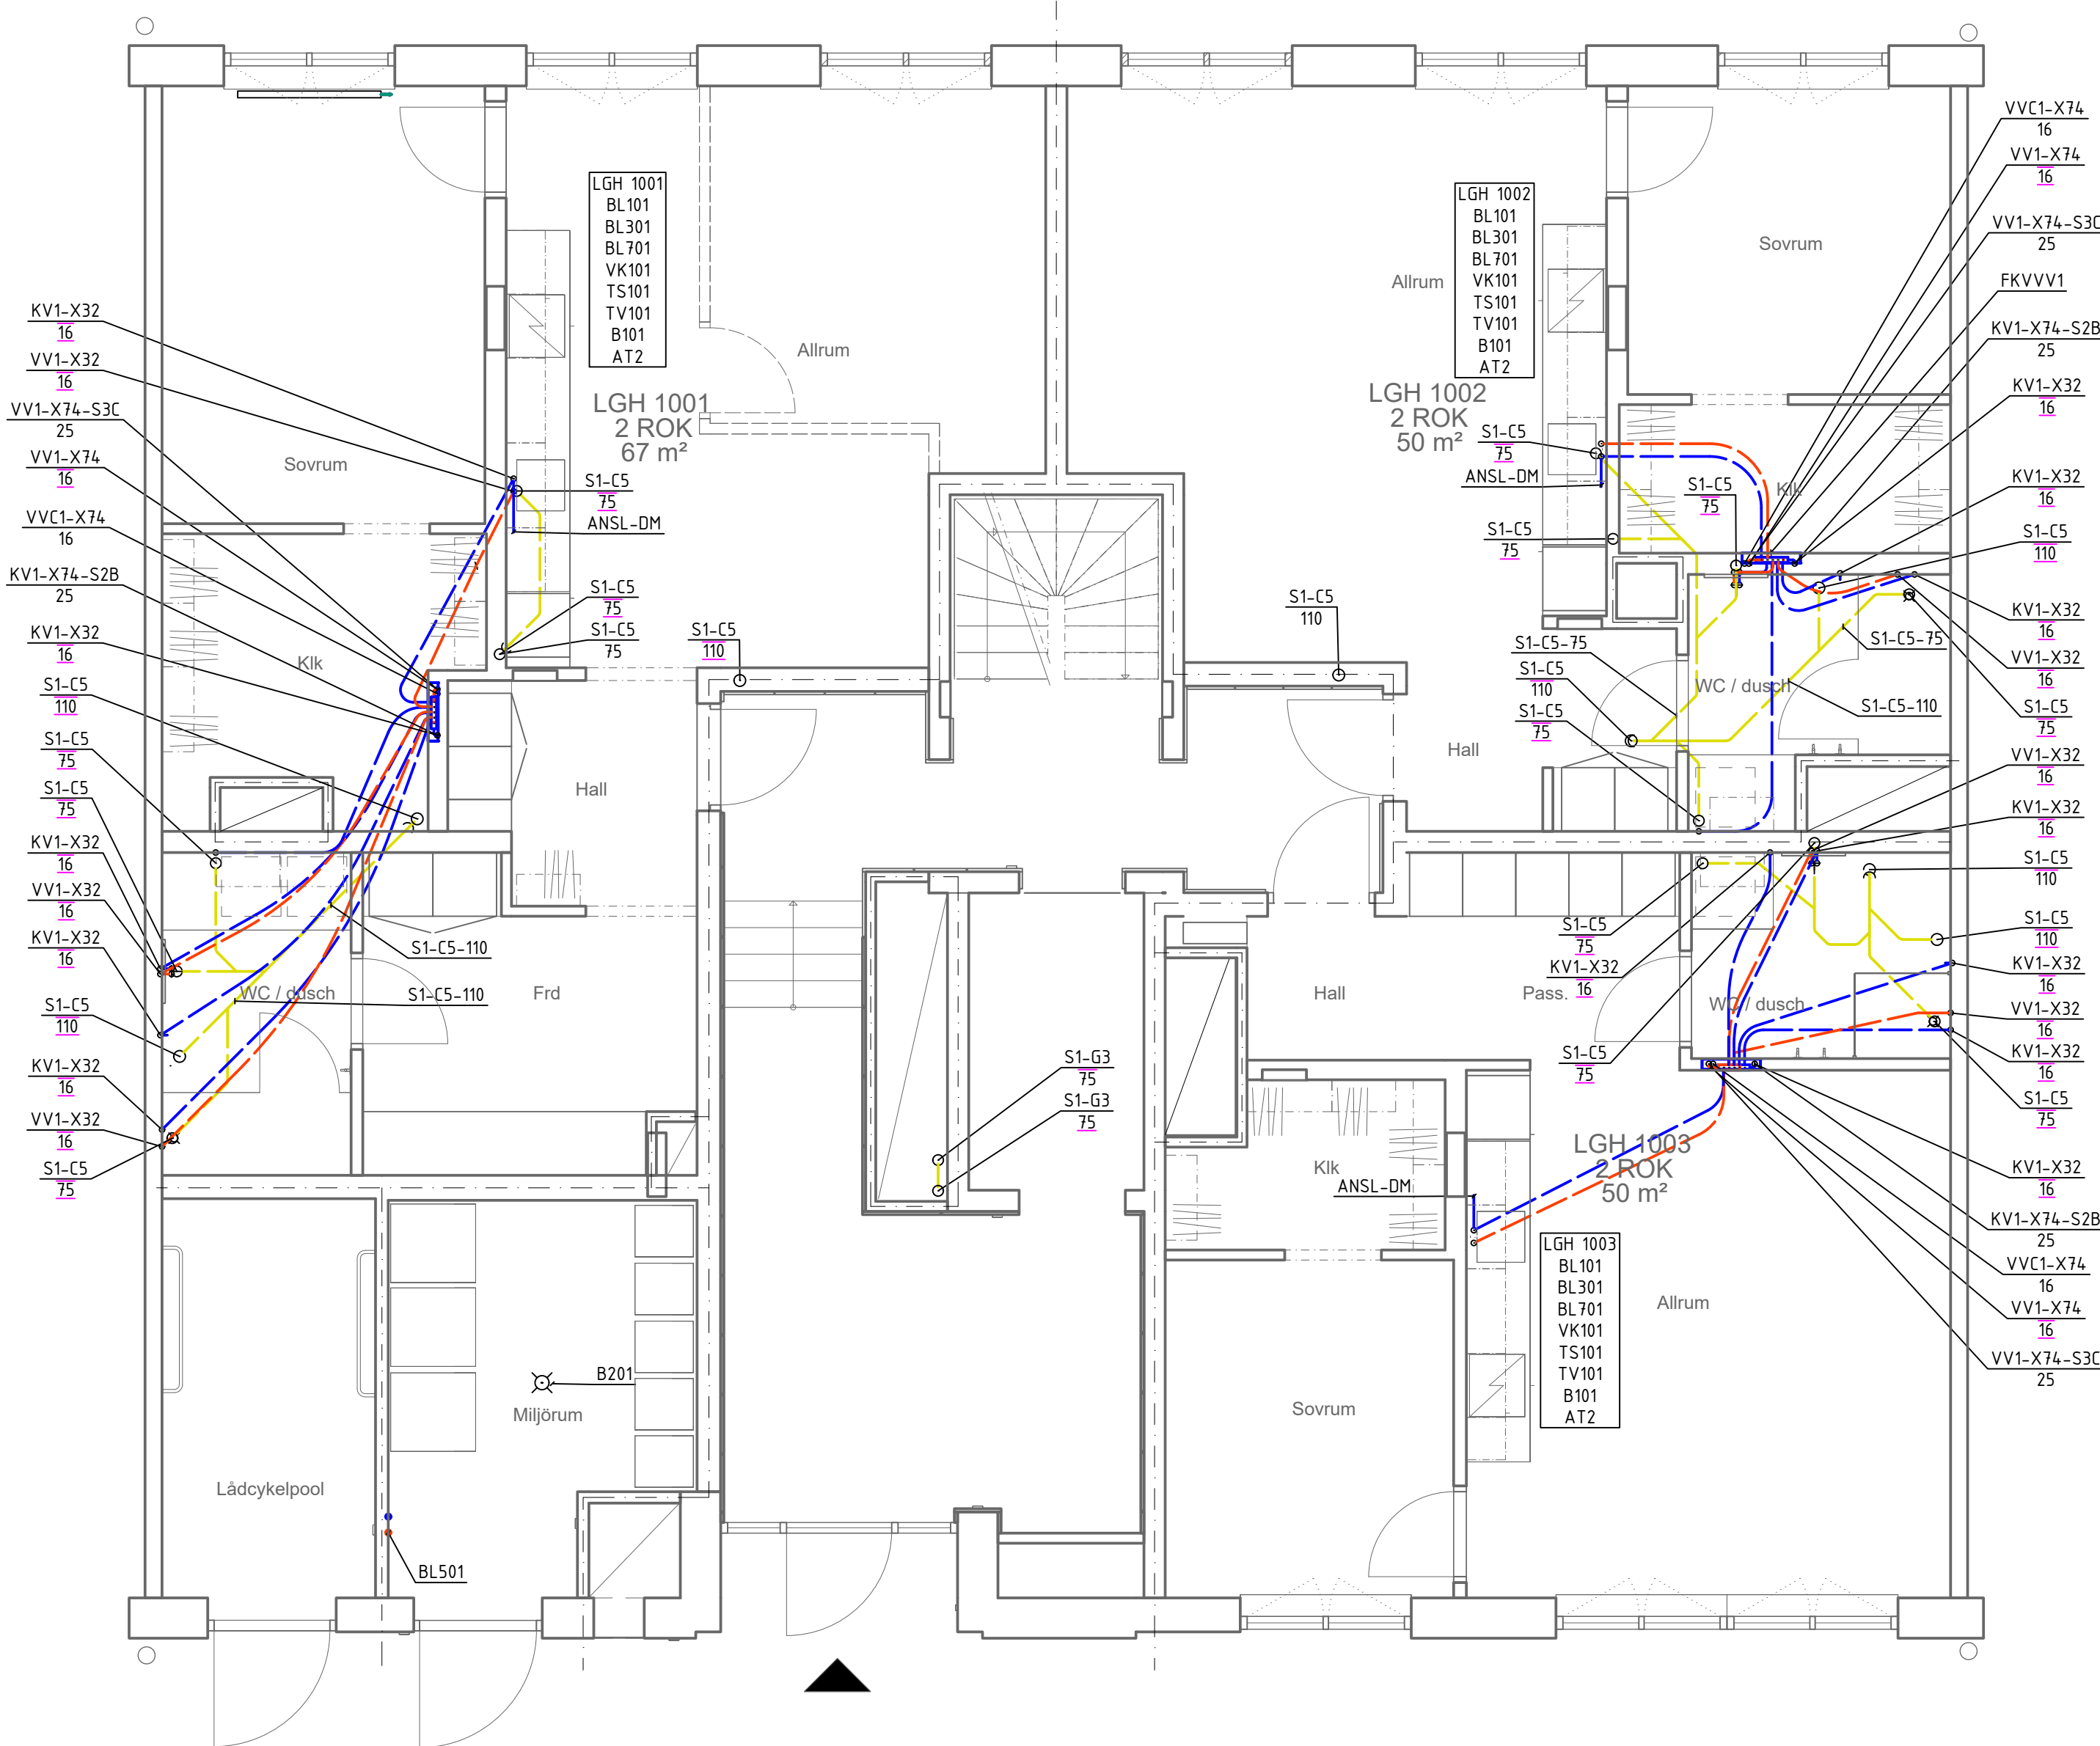 KV1-X32
16
VV1-X32
16
VV1-X74-S3C
25
VV1-X74
16
VVC1-X74
16
KV1-X74-S2B
25
KV1-X32
16
S1-C5
110
S1-C5
75
S1-C5
75
KV1-X32
16
VV1-X32
16
KV1-X32
16
S1-C5
110
KV1-X32
16
VV1-X32
16
S1-C5
75
LGH 1001
BL101
BL301
BL701
VK101
TS101
TV101
B101
AT2
LGH 1001
2 ROK
67 m²
Allrum
Sovrum
S1-C5
75
ANSL-DM
S1-C5
75
S1-C5
75
S1-C5
110
Klk
Hall
S1-C5-110
S1-C5-110
WC / dusch
Frd
B201
Miljörum
Lådcykelpool
BL501
S1-G3
75
S1-G3
75
LGH 1002
BL101
BL301
BL701
VK101
TS101
TV101
B101
AT2
Allrum
LGH 1002
2 ROK
50 m²
Sovrum
S1-C5
75
ANSL-DM
S1-C5
75
S1-C5
75
Klk
S1-C5
110
S1-C5-75
S1-C5
110
S1-C5
75
Hall
WC / dusch
S1-C5-75
S1-C5-110
VVC1-X74
16
VV1-X74
16
VV1-X74-S3C
25
FKVVV1
KV1-X74-S2B
25
KV1-X32
16
KV1-X32
16
S1-C5
110
KV1-X32
16
VV1-X32
16
S1-C5
75
VV1-X32
16
KV1-X32
16
S1-C5
110
S1-C5
110
KV1-X32
16
VV1-X32
16
KV1-X32
16
S1-C5
75
KV1-X32
16
KV1-X74-S2B
25
VVC1-X74
16
VV1-X74
16
VV1-X74-S3C
25
S1-C5
75
KV1-X32
16
Hall
Pass.
WC / dusch
S1-C5
75
Klk
ANSL-DM
LGH 1003
2 ROK
50 m²
LGH 1003
BL101
BL301
BL701
VK101
TS101
TV101
B101
AT2
Allrum
Sovrum